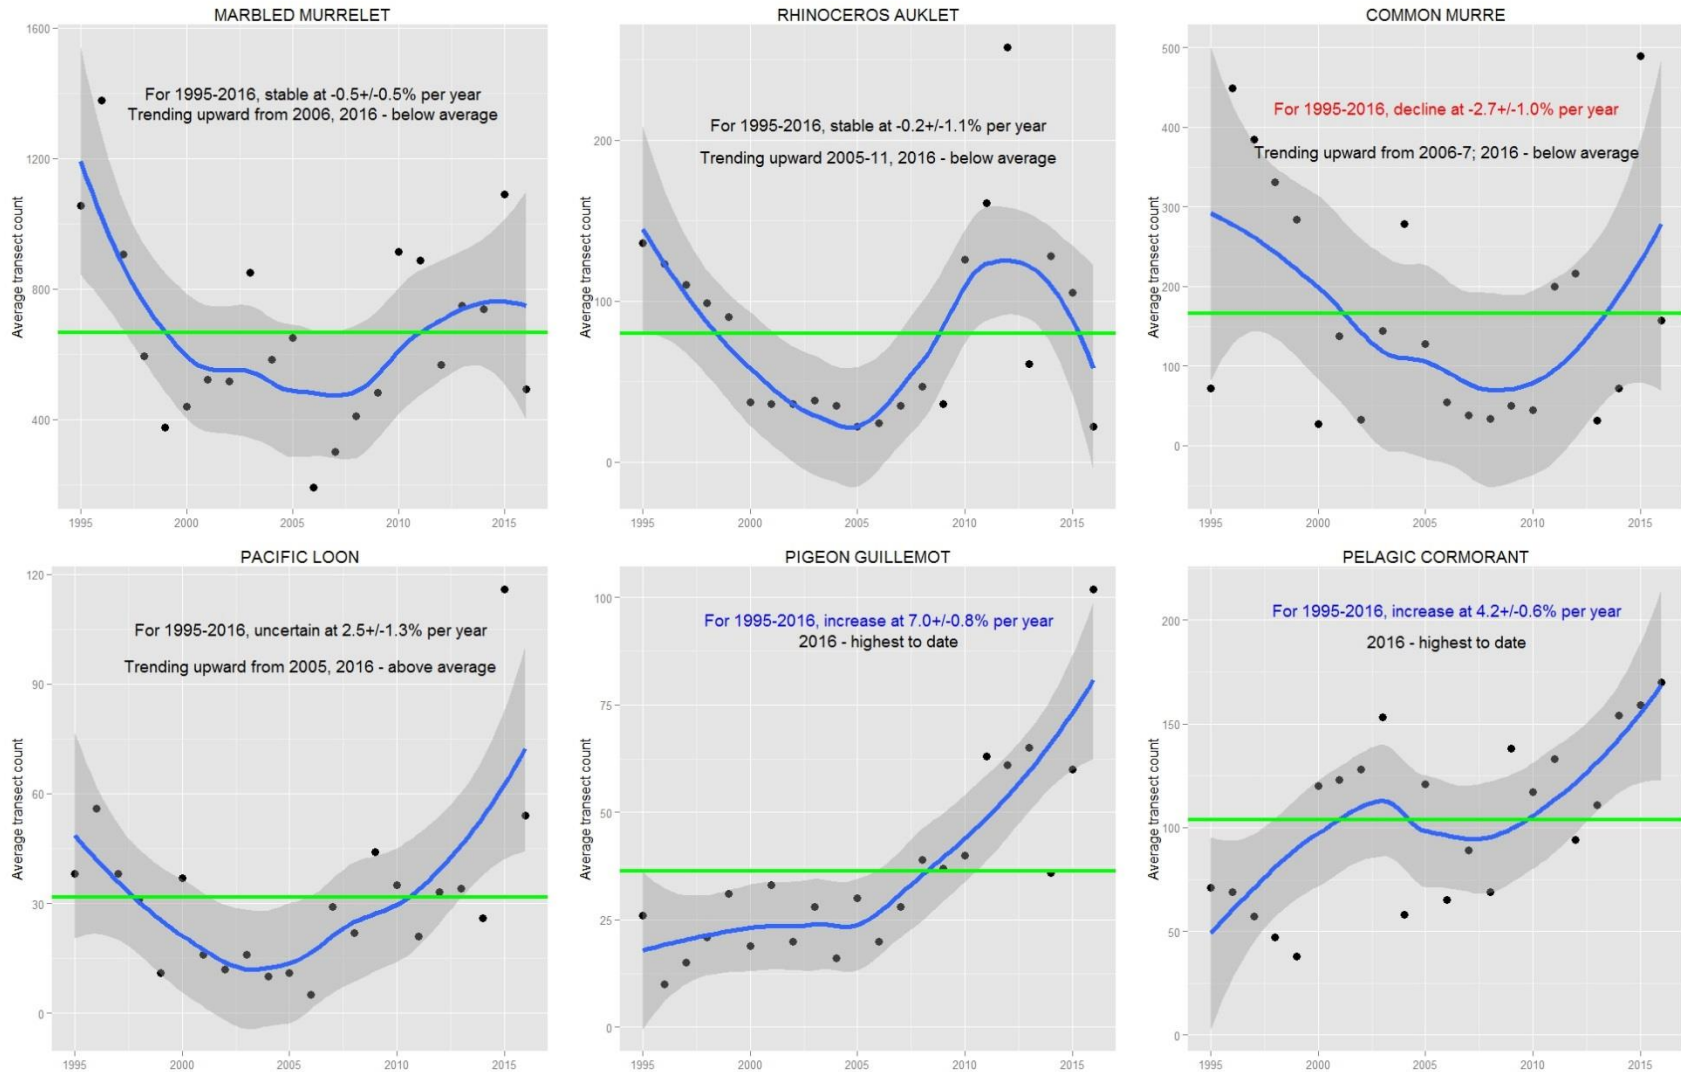 MARBLED MURRELET
1600
1200
800
400
Average transect count
For 1995-2016, stable at -0.5+/-0.5% per year
Trending upward from 2006, 2016 - below average
1995 2000 2005 2010 2015
RHINOCEROS AUKLET
200
100
0
Average transect count
For 1995-2016, stable at -0.2+/-1.1% per year
Trending upward 2005-11, 2016 - below average
1995 2000 2005 2010 2015
COMMON MURRE
500
400
300
200
100
0
Average transect count
For 1995-2016, decline at -2.7+/-1.0% per year
Trending upward from 2006-7; 2016 - below average
1995 2000 2005 2010 2015
PACIFIC LOON
120
90
60
30
0
Average transect count
For 1995-2016, uncertain at 2.5+/-1.3% per year
Trending upward from 2005, 2016 - above average
1995 2000 2005 2010 2015
PIGEON GUILLEMOT
100
75
50
25
0
Average transect count
For 1995-2016, increase at 7.0+/-0.8% per year
2016 - highest to date
1995 2000 2005 2010 2015
PELAGIC CORMORANT
200
150
100
50
0
Average transect count
For 1995-2016, increase at 4.2+/-0.6% per year
2016 - highest to date
1995 2000 2005 2010 2015